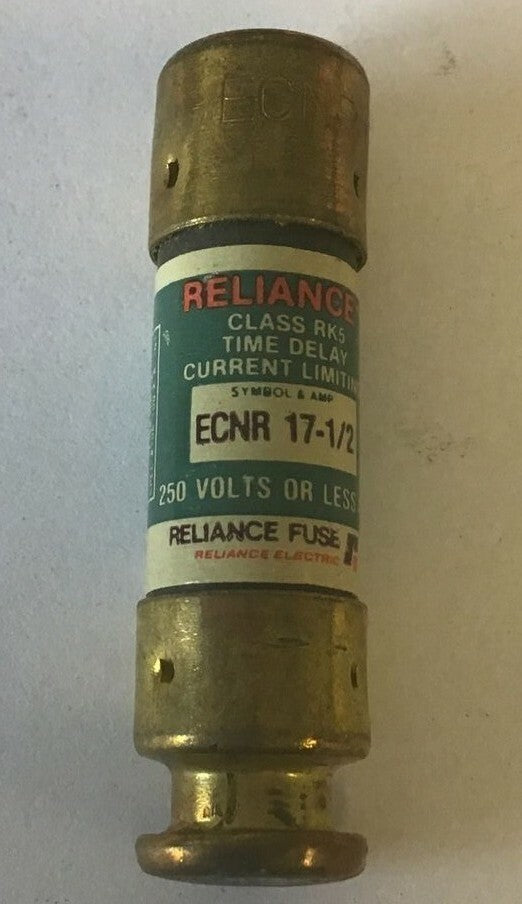 ECNR
RELIANCE
CLASS RK5
TIME DELAY
CURRENT LIMITIN
SYMBOL & AMP
ECNR 17-1/2
250 VOLTS OR LESS
RELIANCE FUSE
RELIANCE ELECTRIC